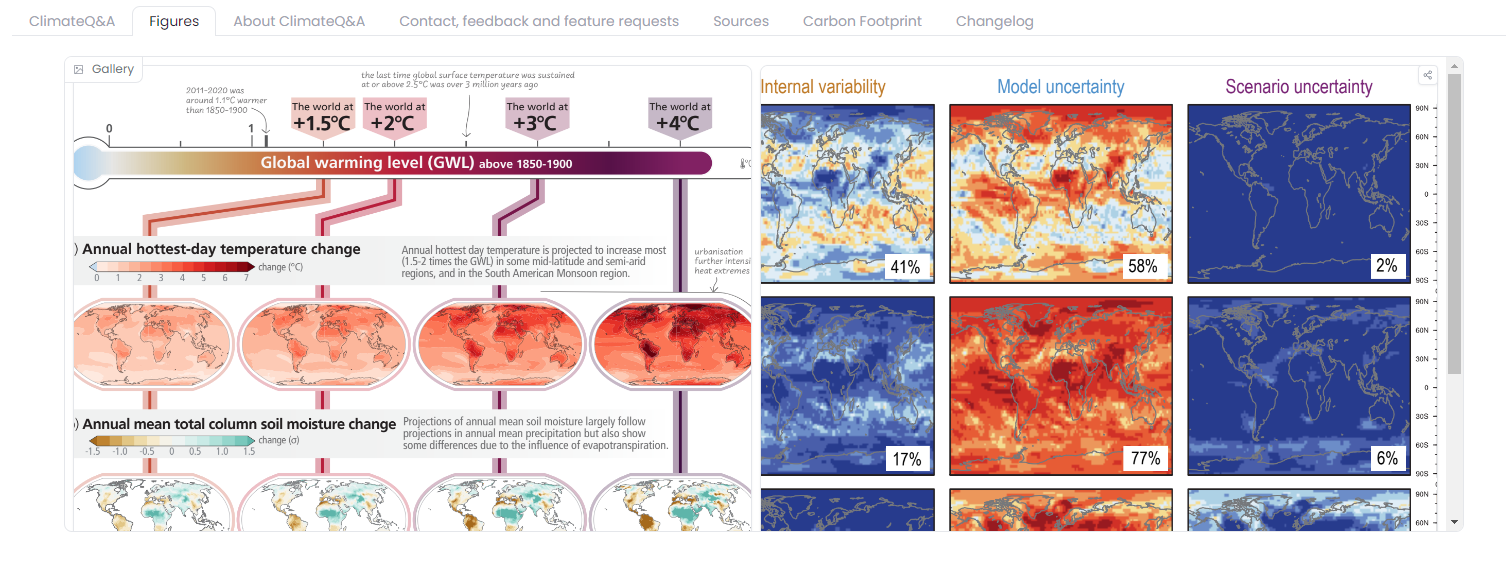 ClimateQ&A Figures About ClimateQ&A Contact, feedback and feature requests Sources Carbon Footprint Changelog
Gallery
the last time global surface temperature was sustained
at or above 2.5°C was over 3 million years ago
2011-2020 was
around 1.1°C warmer
than 1850-1900
The world at
+1.5°C
The world at
+2°C
The world at
+3°C
The world at
+4°C
0 1
Global warming level (GWL) above 1850-1900
) Annual hottest-day temperature change
0 1 2 3 4 5 6 7
change (°C)
Annual hottest day temperature is projected to increase most
(1.5-2 times the GWL) in some mid-latitude and semi-arid
regions, and in the South American Monsoon region.
urbanisation
further intensi
heat extremes
) Annual mean total column soil moisture change
-1.5 -1.0 -0.5 0 0.5 1.0 1.5
change (σ)
Projections of annual mean soil moisture largely follow
projections in annual mean precipitation but also show
some differences due to the influence of evapotranspiration.
Internal variability Model uncertainty Scenario uncertainty
90N
60N
30N
0
30S
60S
90S
41% 58% 2%
90N
60N
30N
0
30S
60S
90S
17% 77% 6%
90N
60N